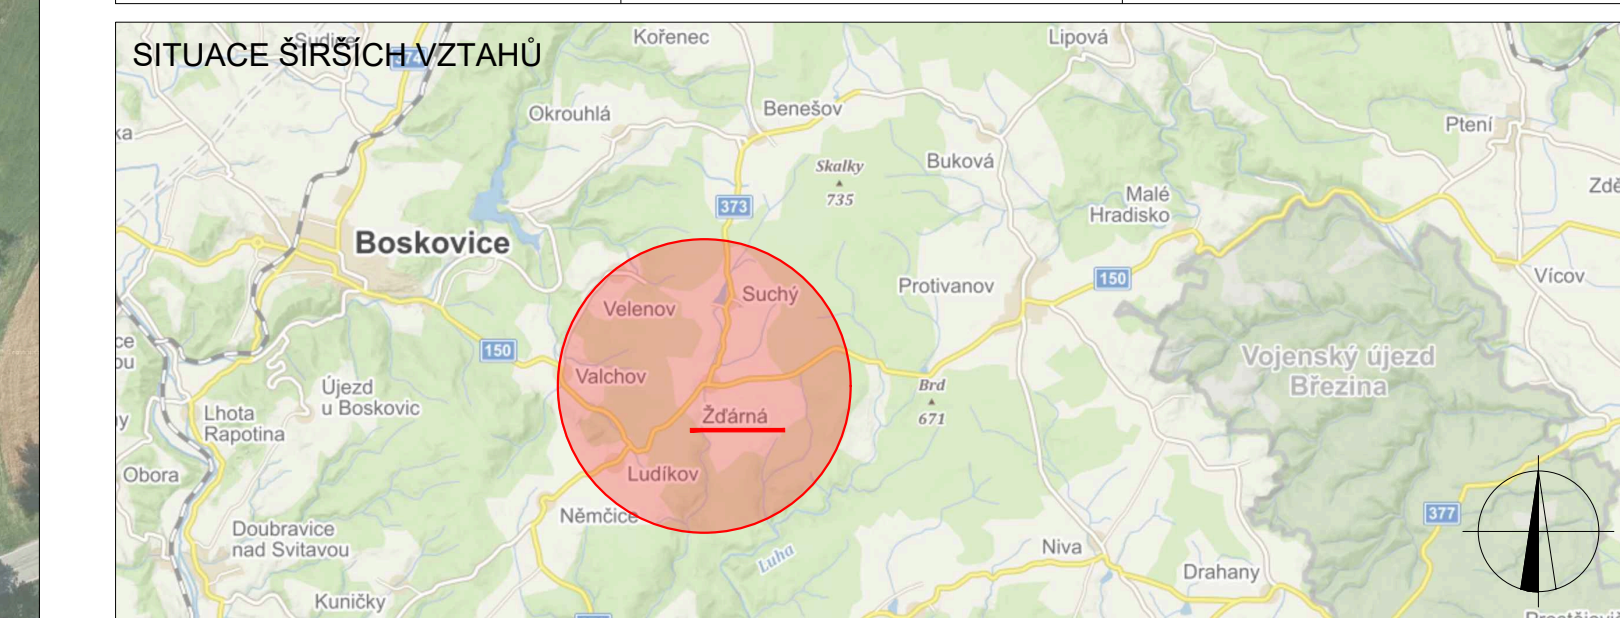 SITUACE ŠIRŠÍCH VZTAHŮ
Kořenec
Lipová
Okrouhlá
Benešov
Ptení
Skalky
735
Buková
Malé
Hradisko
373
Boskovice
Protivanov
150
Vícov
Velenov
Suchý
150
Valchov
Vojenský újezd
Březina
Újezd
u Boskovic
Brd
671
Lhota
Rapotina
Žďárná
Obora
Ludíkov
Němčice
377
Doubravice
nad Svitavou
Luha
Niva
Drahany
Kuničky